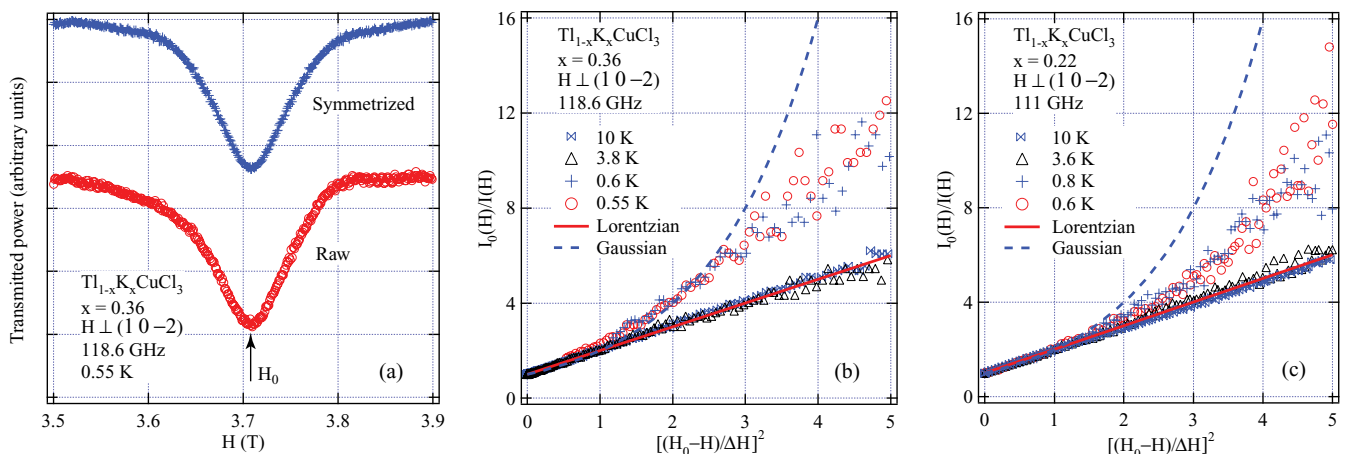 Transmitted power (arbitrary units)
Symmetrized
Raw
Tl1-xKxCuCl3
x = 0.36
H ⊥ (1 0 −2)
118.6 GHz
0.55 K
H0
(a)
3.5 3.6 3.7 3.8 3.9
H (T)
I0(H)/I(H)
16
12
8
4
0
Tl1-xKxCuCl3
x = 0.36
H ⊥ (1 0 −2)
118.6 GHz
10 K
3.8 K
0.6 K
0.55 K
Lorentzian
Gaussian
(b)
0 1 2 3 4 5
[(H0−H)/ΔH]2
I0(H)/I(H)
16
12
8
4
0
Tl1-xKxCuCl3
x = 0.22
H ⊥ (1 0 −2)
111 GHz
10 K
3.6 K
0.8 K
0.6 K
Lorentzian
Gaussian
(c)
0 1 2 3 4 5
[(H0−H)/ΔH]2